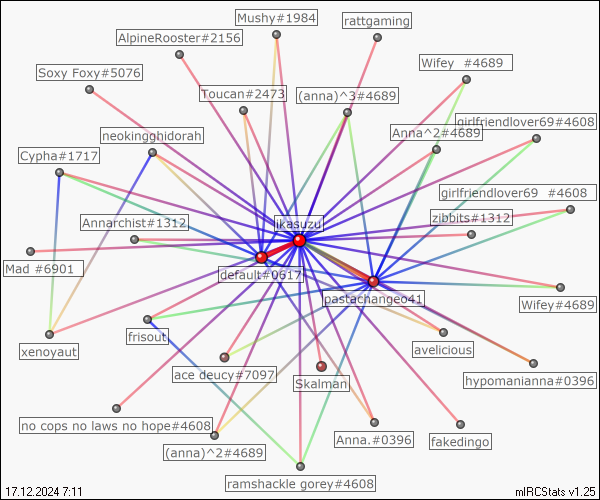 Mushy#1984
rattgaming
AlpineRooster#2156
Wifey #4689
Soxy Foxy#5076
Toucan#2473
(anna)^3#4689
girlfriendlover69#4608
Anna^2#4689
neokingghidorah
Cypha#1717
girlfriendlover69 #4608
Annarchist#1312
ikasuzu
zibbits#1312
Mad #6901
default#0617
pastachangeo41
Wifey#4689
frisout
xenoyaut
avelicious
ace deucy#7097
Skalman
hypomanianna#0396
no cops no laws no hope#4608
Anna.#0396
fakedingo
(anna)^2#4689
ramshackle gorey#4608
17.12.2024 7:11
mIRCStats v1.25